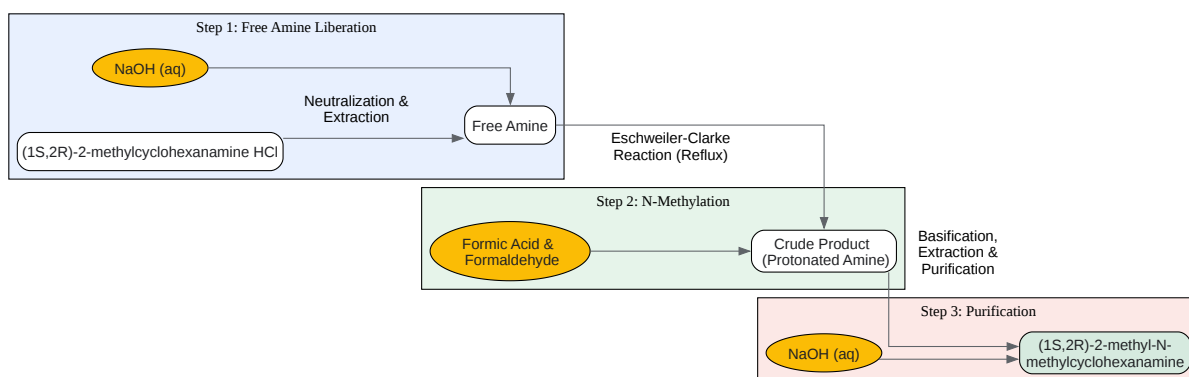 Step 1: Free Amine Liberation
NaOH (aq)
Neutralization &
Extraction
Free Amine
(1S,2R)-2-methylcyclohexanamine HCl
Eschweiler-Clarke
Reaction (Reflux)
Step 2: N-Methylation
Formic Acid &
Formaldehyde
Crude Product
(Protonated Amine)
Basification,
Extraction &
Purification
Step 3: Purification
NaOH (aq)
(1S,2R)-2-methyl-N-
methylcyclohexanamine